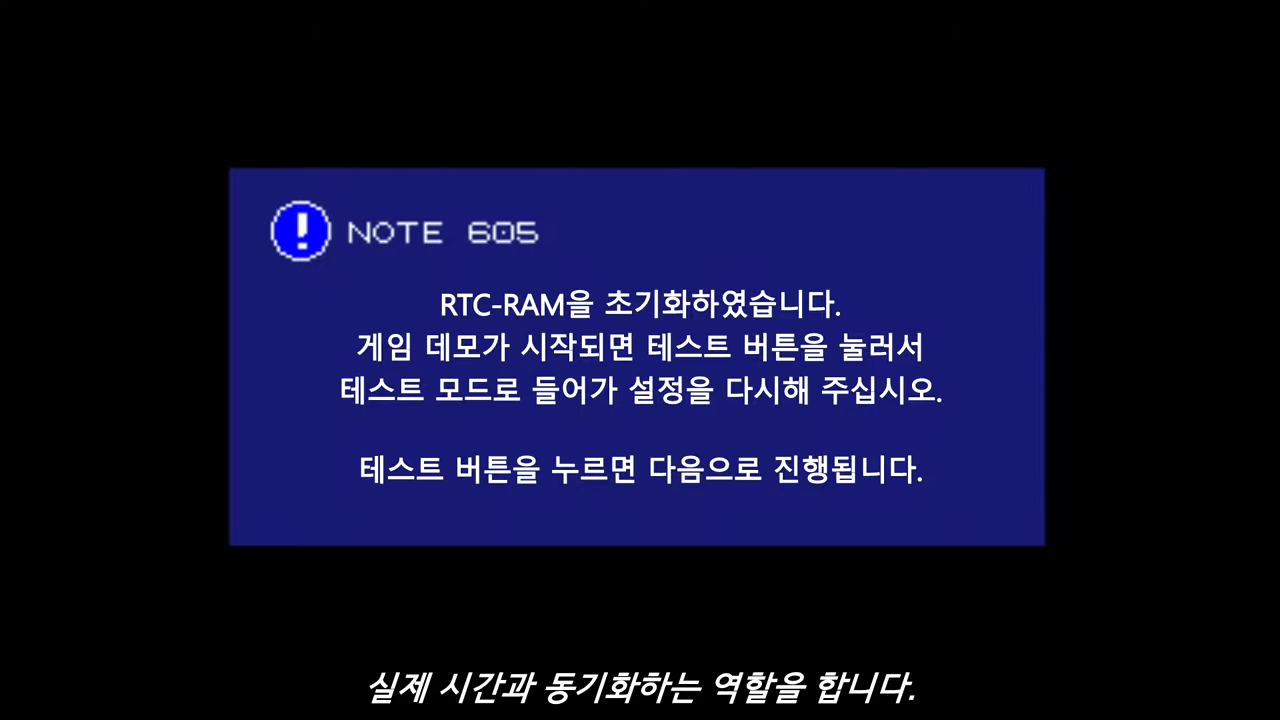 NOTE 605
RTC-RAM을 초기화하였습니다.
게임 데모가 시작되면 테스트 버튼을 눌러서
테스트 모드로 들어가 설정을 다시해 주십시오.
테스트 버튼을 누르면 다음으로 진행됩니다.
실제 시간과 동기화하는 역할을 합니다.